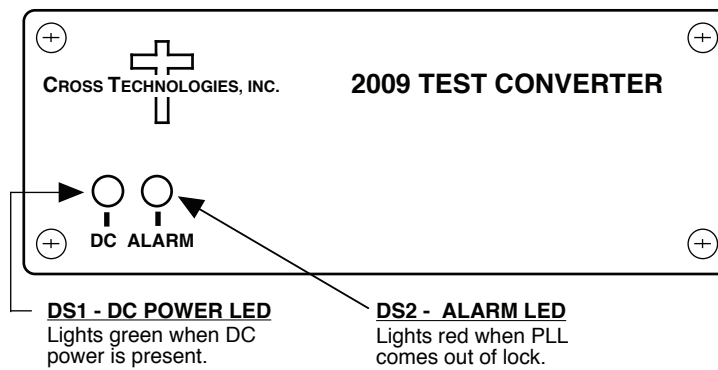 CROSS TECHNOLOGIES, INC.
2009 TEST CONVERTER
DC ALARM
DS1 - DC POWER LED
Lights green when DC
power is present.
DS2 - ALARM LED
Lights red when PLL
comes out of lock.